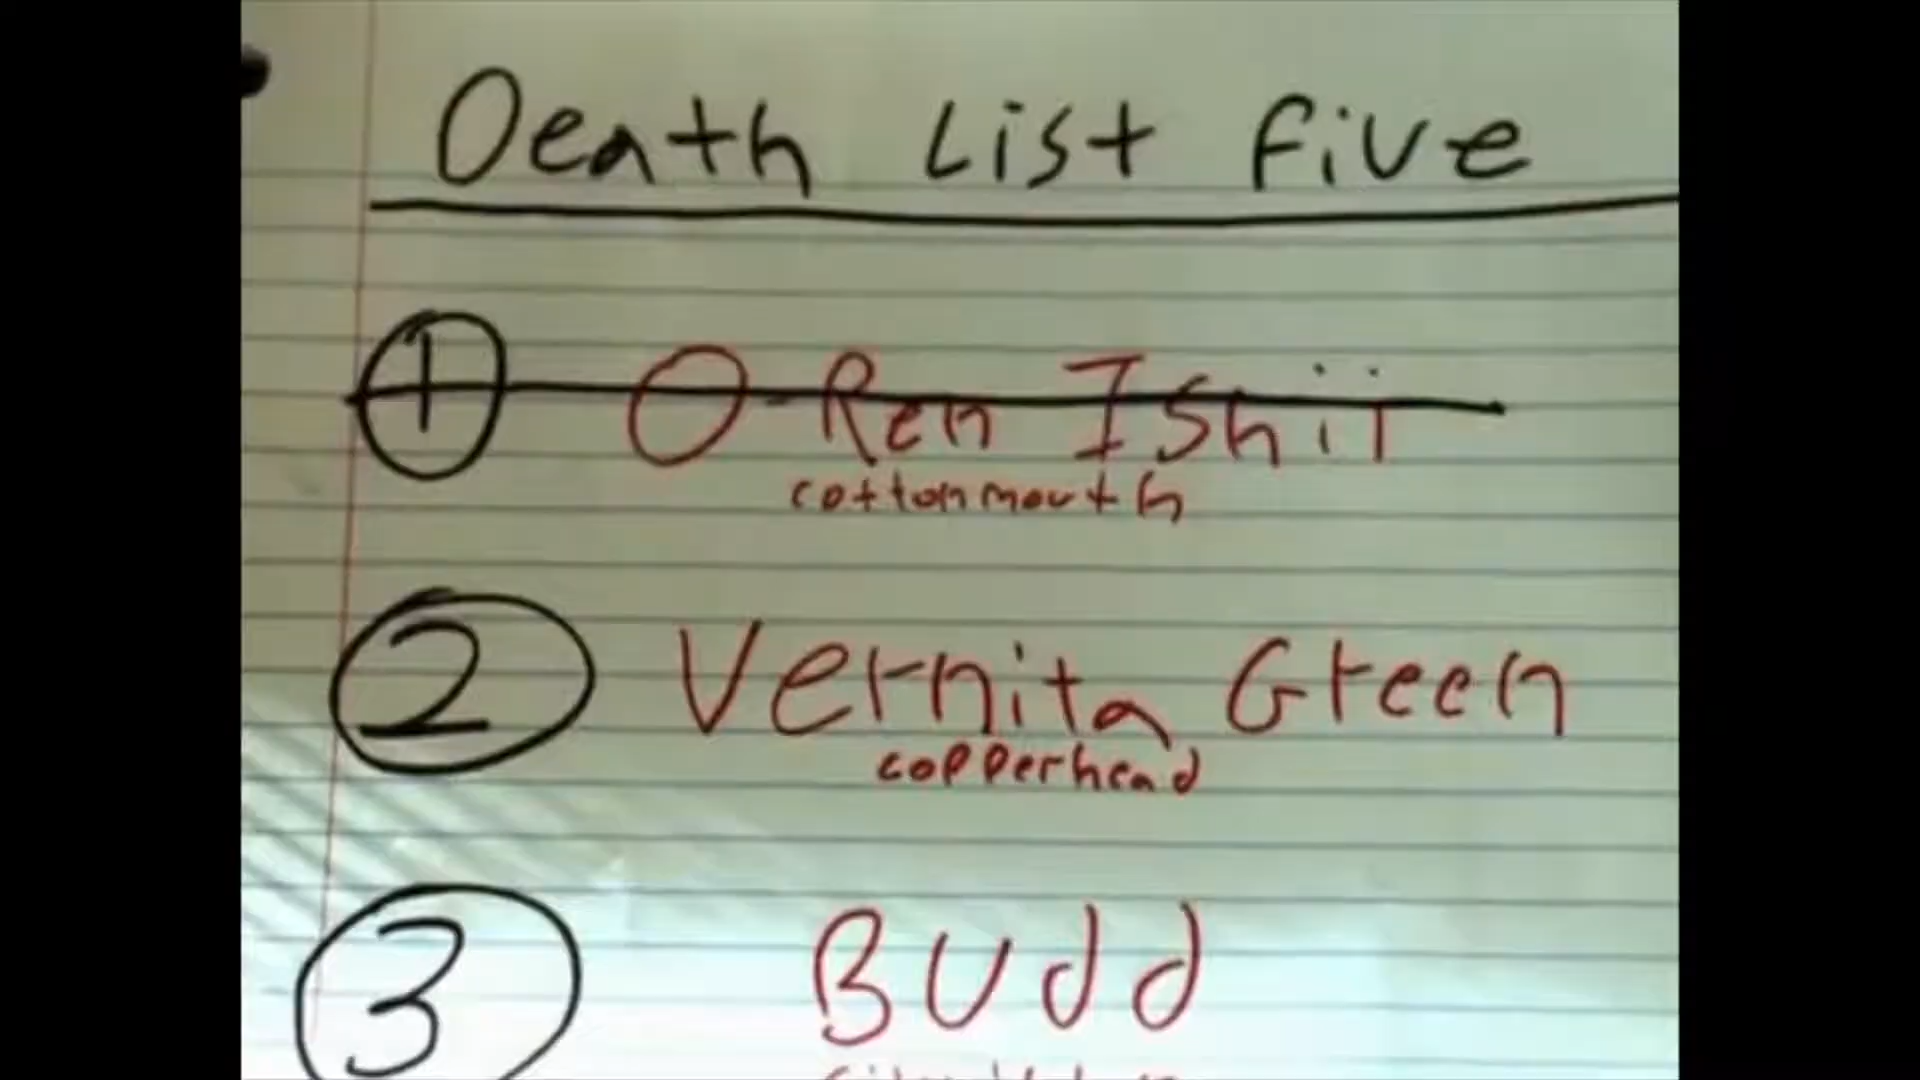 Death List Five
1 O-Ren Ishii
cottonmouth
2 Vernita Green
copperhead
3 Budd